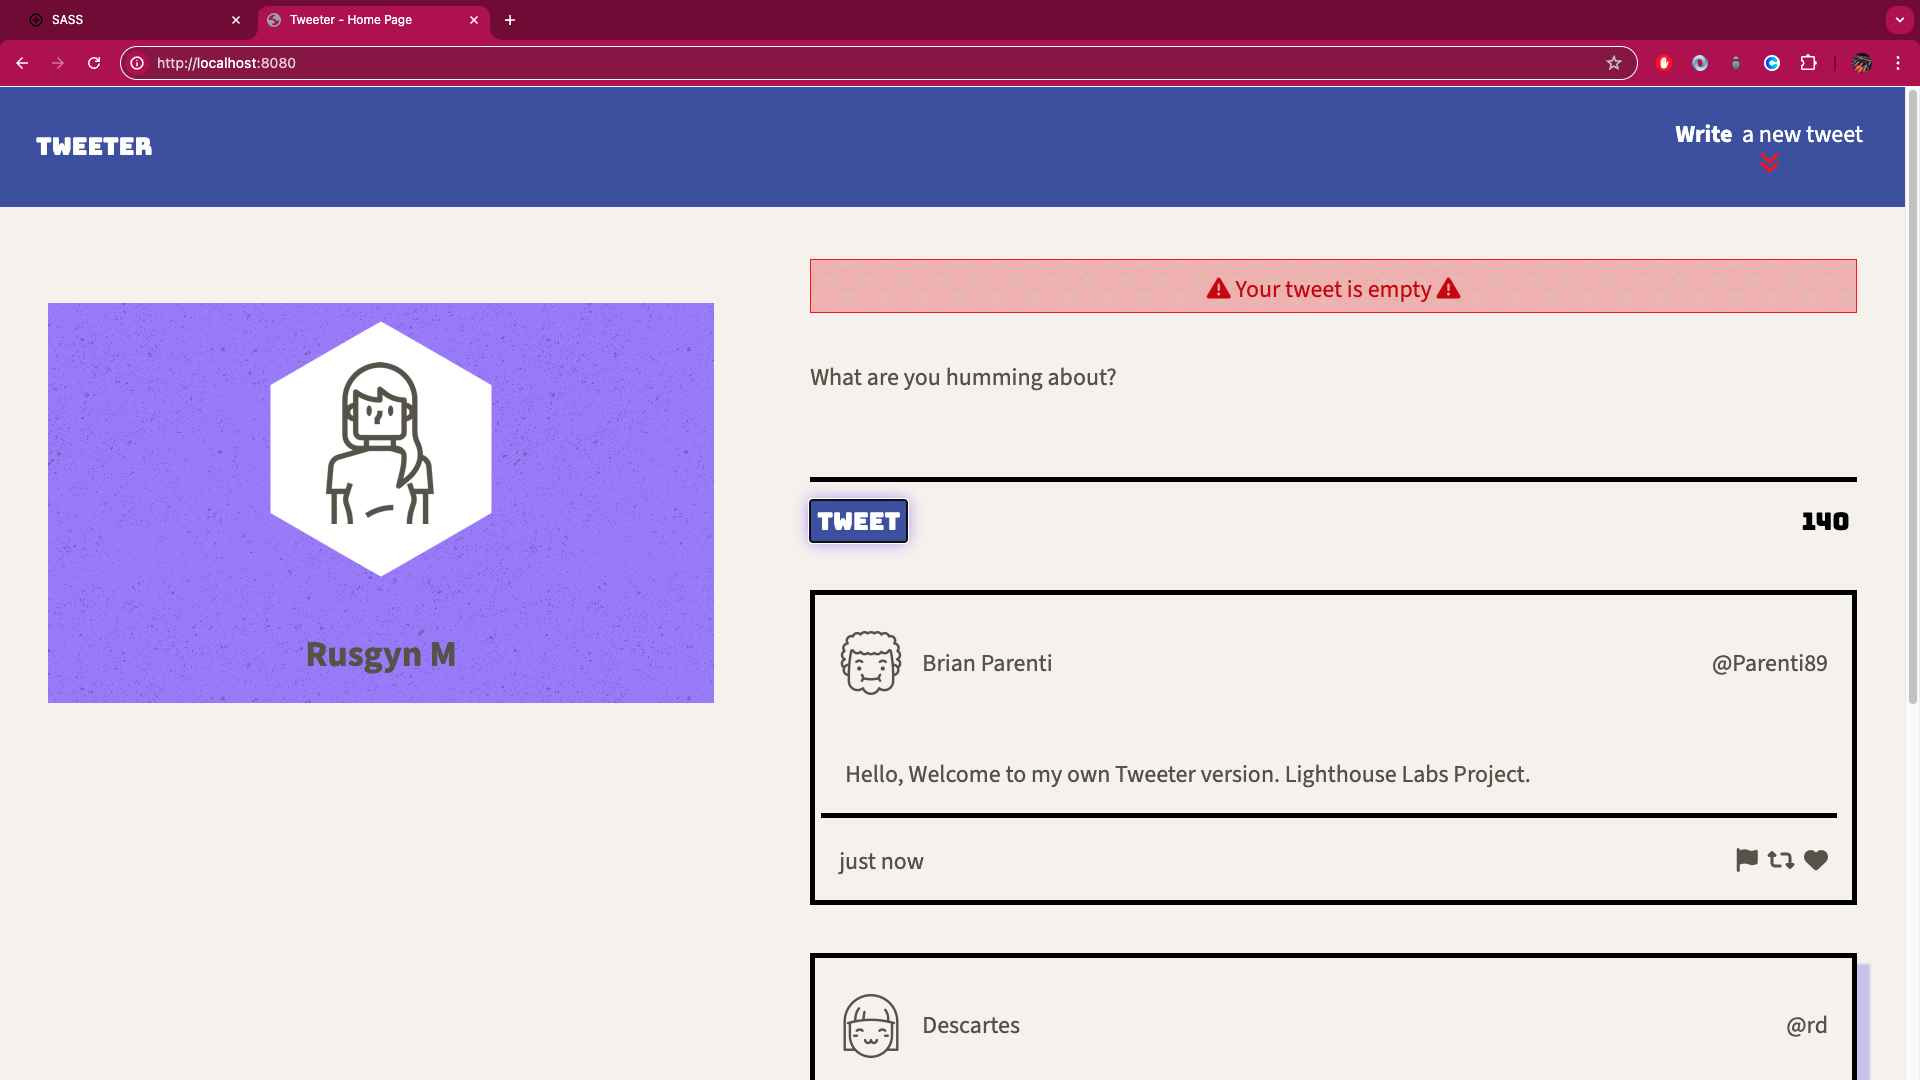 SASS
Tweeter - Home Page
http://localhost:8080
TWEETER
Write a new tweet
Your tweet is empty
What are you humming about?
TWEET
140
Rusgyn M
Brian Parenti
@Parenti89
Hello, Welcome to my own Tweeter version. Lighthouse Labs Project.
just now
Descartes
@rd